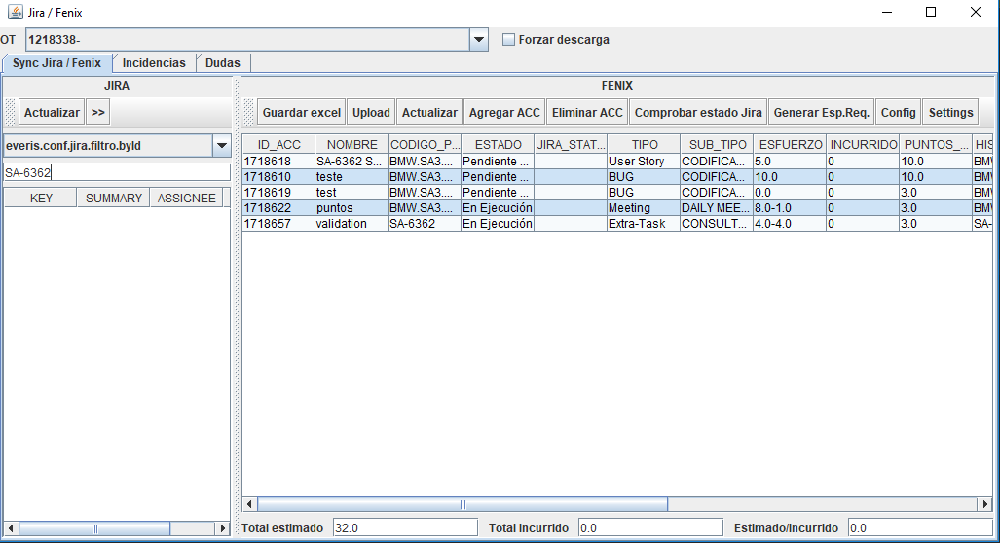 Jira / Fenix
OT 1218338- Forzar descarga
Sync Jira / Fenix Incidencias Dudas
JIRA
Actualizar >>
everis.conf.jira.filtro.byId
SA-6362
KEY SUMMARY ASSIGNEE
FENIX
Guardar excel Upload Actualizar Agregar ACC Eliminar ACC Comprobar estado Jira Generar Esp.Req. Config Settings
ID_ACC NOMBRE CODIGO_P... ESTADO JIRA_STAT... TIPO SUB_TIPO ESFUERZO INCURRIDO PUNTOS_... HIS
1718618 SA-6362 S... BMW.SA3.... Pendiente ... User Story CODIFICA... 5.0 0 10.0 BMW
1718610 teste BMW.SA3.... Pendiente ... BUG CODIFICA... 10.0 0 10.0 BMW
1718619 test BMW.SA3.... Pendiente ... BUG CODIFICA... 0.0 0 3.0 BMW
1718622 puntos BMW.SA3.... En Ejecución Meeting DAILY MEE... 8.0-1.0 0 3.0 BMW
1718657 validation SA-6362 En Ejecución Extra-Task CONSULT... 4.0-4.0 0 3.0 SA-
Total estimado 32.0 Total incurrido 0.0 Estimado/Incurrido 0.0